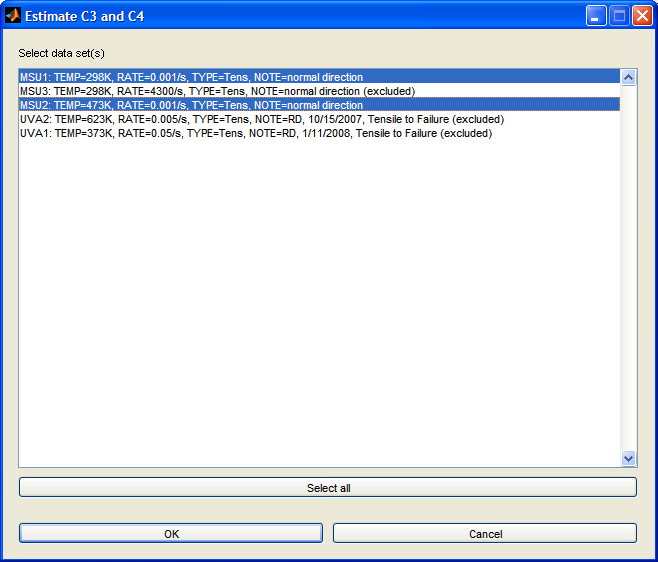 Estimate C3 and C4
Select data set(s)
MSU1: TEMP=298K, RATE=0.001/s, TYPE=Tens, NOTE=normal direction
MSU3: TEMP=298K, RATE=4300/s, TYPE=Tens, NOTE=normal direction (excluded)
MSU2: TEMP=473K, RATE=0.001/s, TYPE=Tens, NOTE=normal direction
UVA2: TEMP=623K, RATE=0.005/s, TYPE=Tens, NOTE=RD, 10/15/2007, Tensile to Failure (excluded)
UVA1: TEMP=373K, RATE=0.05/s, TYPE=Tens, NOTE=RD, 1/11/2008, Tensile to Failure (excluded)
Select all
OK
Cancel